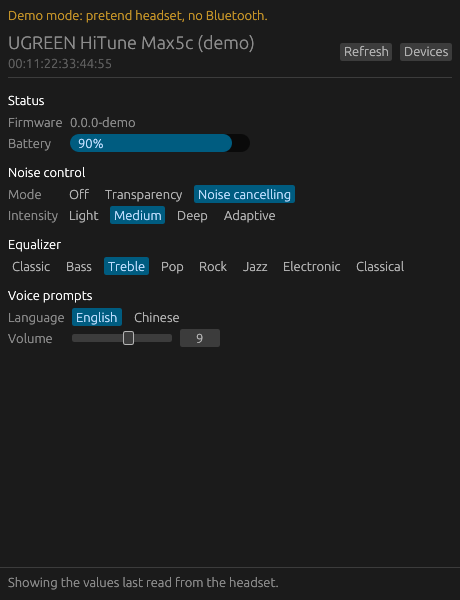 Demo mode: pretend headset, no Bluetooth.
UGREEN HiTune Max5c (demo)
00:11:22:33:44:55
Refresh Devices
Status
Firmware 0.0.0-demo
Battery 90%
Noise control
Mode Off Transparency Noise cancelling
Intensity Light Medium Deep Adaptive
Equalizer
Classic Bass Treble Pop Rock Jazz Electronic Classical
Voice prompts
Language English Chinese
Volume 9
Showing the values last read from the headset.